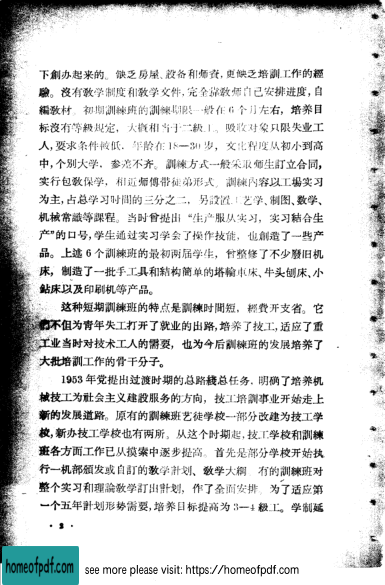 下創办起来的。缺乏房屋、設备和师資，更缺乏培訓工作的經
驗。沒有教学制度和教学文件，完全靠教师自己安排进度，自
編教材。初期訓練班的訓練期限一般在6个月左右，培养目
标沒有等級規定，大概相当于二級工。吸收对象只限失业工
人，要求条件較低，年龄在18—30岁，文化程度从初小到高
中，个别大学，参差不齐。訓練方式一般采取师生訂立合同，
实行包教保学，相近师傅带徒弟形式。訓練內容以工場实习
为主，占总学习时間的三分之二，另設置工艺学、制图、数学、
机械常識等課程。当时曾提出“生产服从实习，实习結合生
产”的口号，学生通过实习学会了操作技能，也創造了一些产
品。上述6个訓練班的最初两届学生，曾整修了不少廢旧机
床，制造了一批手工具和結构簡单的塔輪車床、牛头刨床、小
鉆床以及印刷机等产品。
这种短期訓練班的特点是訓練时間短，經費开支省。它
們不但为青年失工打开了就业的出路，培养了技工，适应了重
工业当时对技术工人的需要，也为今后訓練班的发展培养了
大批培訓工作的骨干分子。
1953年党提出过渡时期的总路綫总任务，明确了培养机
械技工为社会主义建設服务的方向，技工培訓事业开始走上
新的发展道路。原有的訓練班艺徒学校一部分改建为技工学
校，新办技工学校也有两所。从这个时期起，技工学校和訓練
班各方面工作已从摸索中逐步提高。首先是部分学校开始执
行一机部頒发或自訂的教学計划、教学大綱，有的訓練班对
整个实习和理論教学訂出計划，作了全面安排。为了适应第
一个五年計划形势需要，培养目标提高为3—4級工。学制延
· 2 ·
homeofpdf.com
see more please visit: https://homeofpdf.com